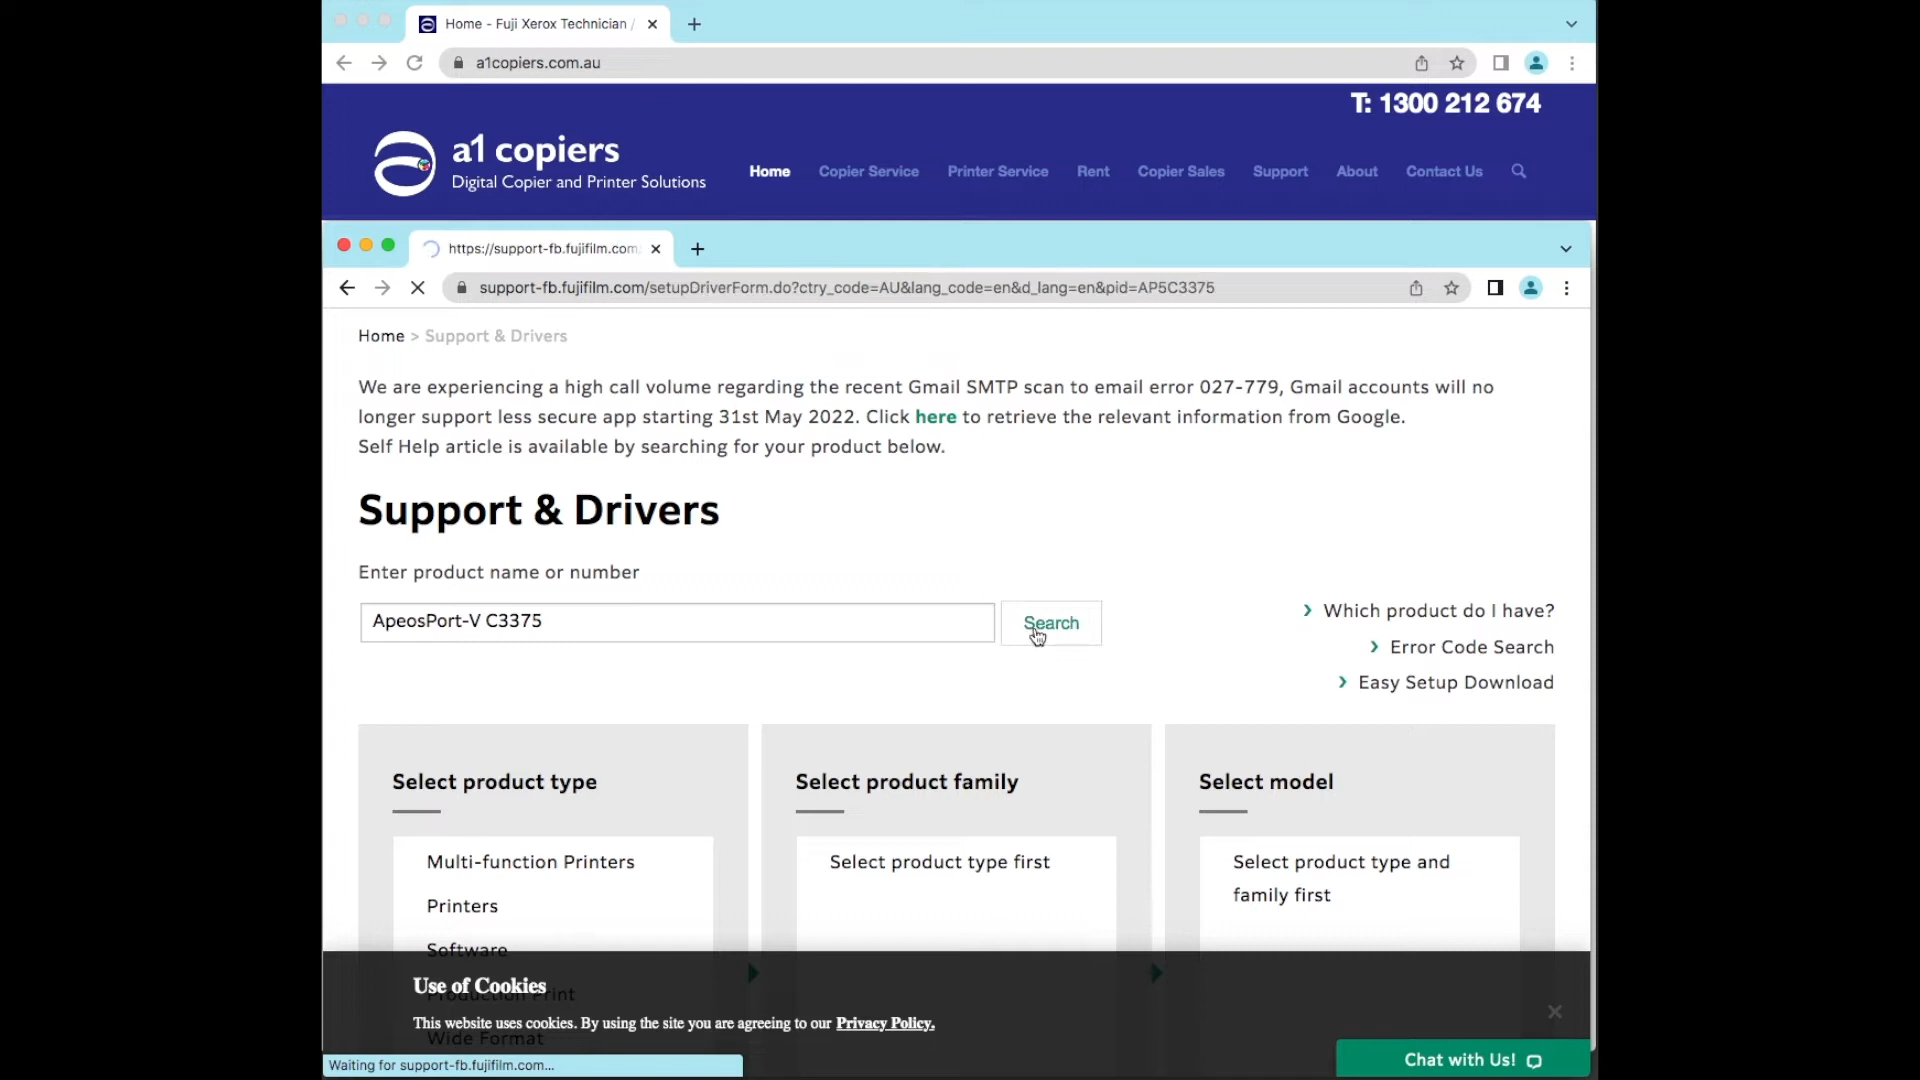 Home - Fuji Xerox Technician /
a1copiers.com.au
T: 1300 212 674
a1 copiers
Digital Copier and Printer Solutions
Home Copier Service Printer Service Rent Copier Sales Support About Contact Us
https://support-fb.fujifilm.com
support-fb.fujifilm.com/setupDriverForm.do?ctry_code=AU&lang_code=en&d_lang=en&pid=AP5C3375
Home > Support & Drivers
We are experiencing a high call volume regarding the recent Gmail SMTP scan to email error 027-779, Gmail accounts will no
longer support less secure app starting 31st May 2022. Click here to retrieve the relevant information from Google.
Self Help article is available by searching for your product below.
Support & Drivers
Enter product name or number
ApeosPort-V C3375
Search
Which product do I have?
Error Code Search
Easy Setup Download
Select product type
Multi-function Printers
Printers
Software
Production Print
Wide Format
Select product family
Select product type first
Select model
Select product type and
family first
Use of Cookies
This website uses cookies. By using the site you are agreeing to our Privacy Policy.
Waiting for support-fb.fujifilm.com...
Chat with Us!